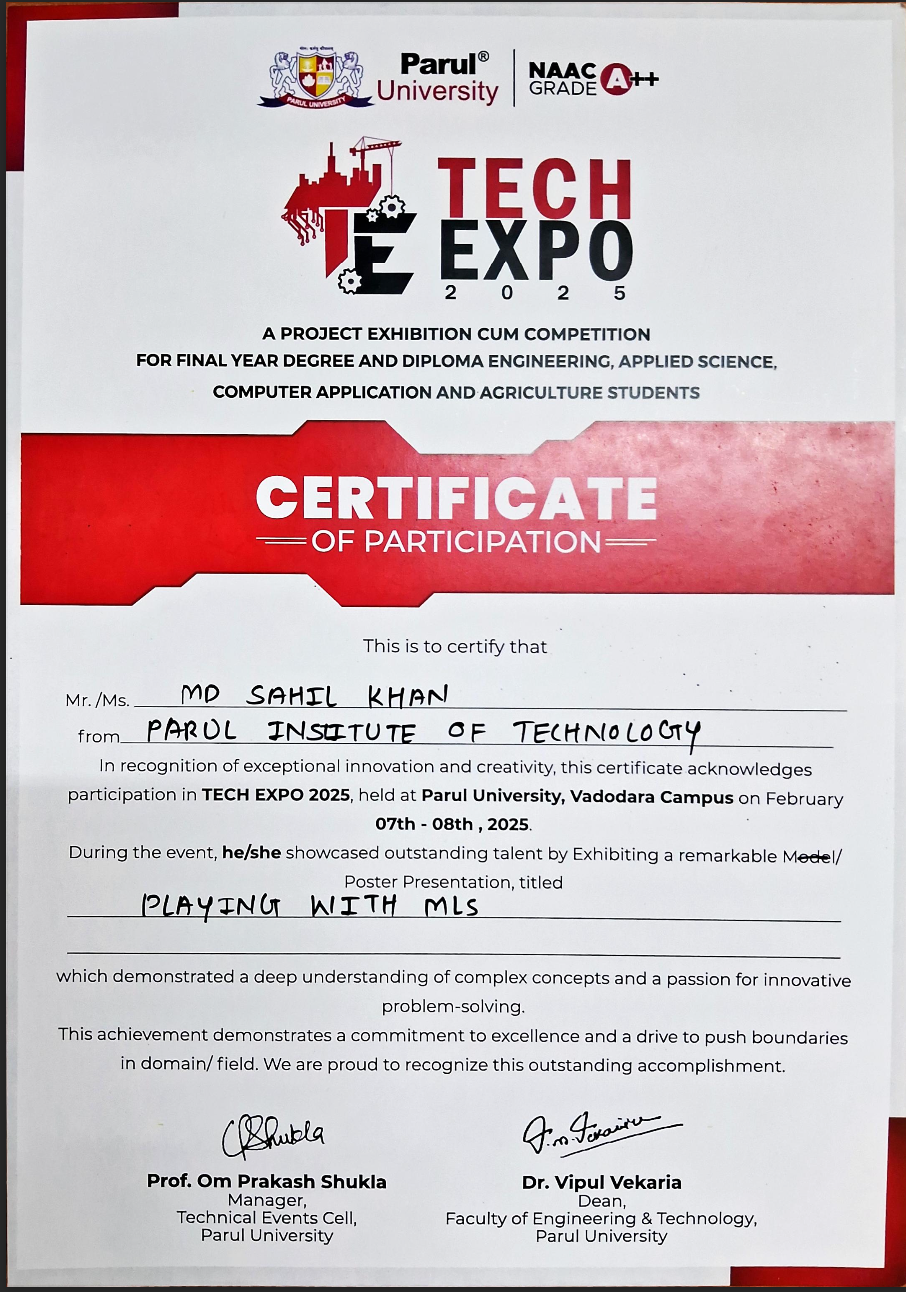 Parul®
University
PARUL UNIVERSITY
NAAC
GRADE A++
TECH
EXPO
2025
A PROJECT EXHIBITION CUM COMPETITION
FOR FINAL YEAR DEGREE AND DIPLOMA ENGINEERING, APPLIED SCIENCE,
COMPUTER APPLICATION AND AGRICULTURE STUDENTS
CERTIFICATE
OF PARTICIPATION
This is to certify that
Mr. /Ms. MD SAHIL KHAN
from PARUL INSTITUTE OF TECHNOLOGY
In recognition of exceptional innovation and creativity, this certificate acknowledges
participation in TECH EXPO 2025, held at Parul University, Vadodara Campus on February
07th - 08th , 2025.
During the event, he/she showcased outstanding talent by Exhibiting a remarkable Model/
Poster Presentation, titled
PLAYING WITH MLS
which demonstrated a deep understanding of complex concepts and a passion for innovative
problem-solving.
This achievement demonstrates a commitment to excellence and a drive to push boundaries
in domain/ field. We are proud to recognize this outstanding accomplishment.
Prof. Om Prakash Shukla
Manager,
Technical Events Cell,
Parul University
Dr. Vipul Vekaria
Dean,
Faculty of Engineering & Technology,
Parul University